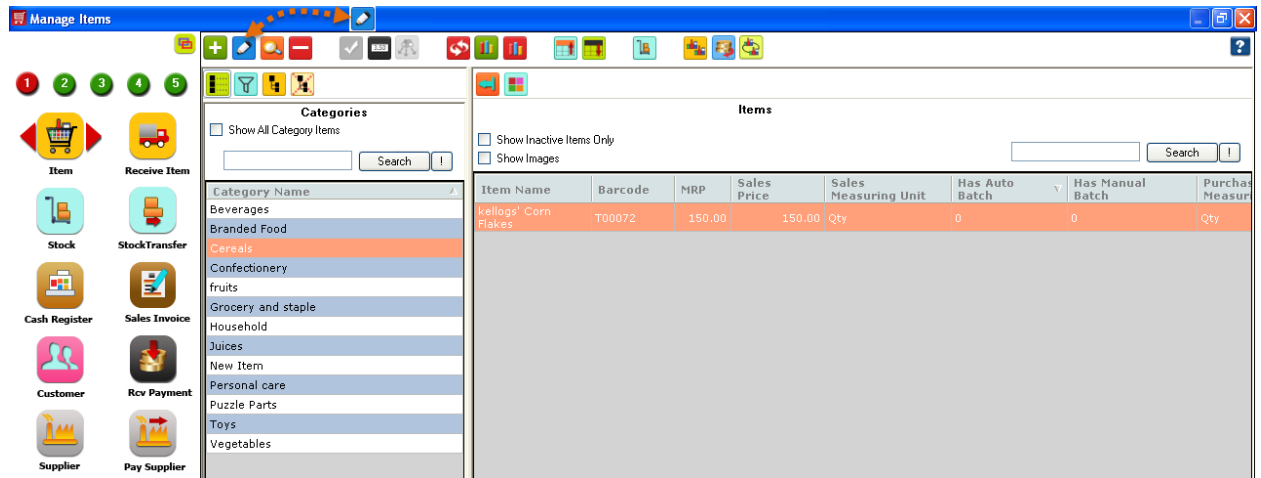 Manage Items
3.50
?
1 2 3 4 5
Item
Receive Item
Stock
StockTransfer
Cash Register
Sales Invoice
Customer
Rcv Payment
Supplier
Pay Supplier
Categories
Show All Category Items
Search !
Category Name
Beverages
Branded Food
Cereals
Confectionery
fruits
Grocery and staple
Household
Juices
New Item
Personal care
Puzzle Parts
Toys
Vegetables
Items
Show Inactive Items Only
Show Images
Search !
Item Name Barcode MRP Sales Price Sales Measuring Unit Has Auto Batch Has Manual Batch Purchas Measuri
kellogs' Corn Flakes T00072 150.00 150.00 Qty 0 0 Qty